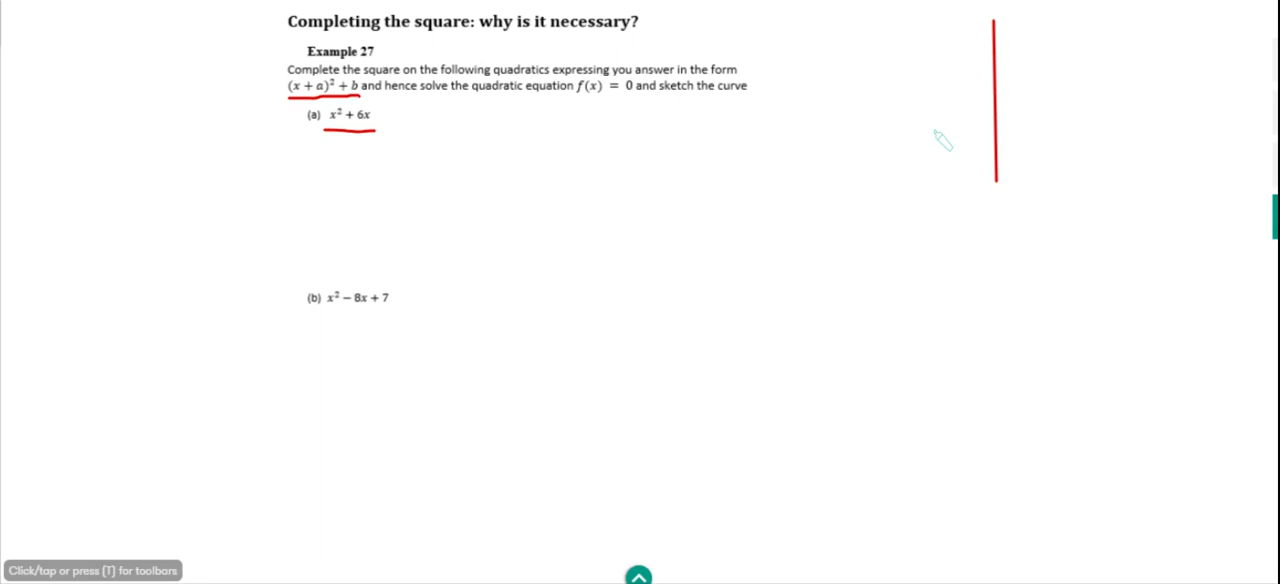 Completing the square: why is it necessary?
Example 27
Complete the square on the following quadratics expressing you answer in the form
(x + a)² + b and hence solve the quadratic equation f(x) = 0 and sketch the curve
(a) x² + 6x
(b) x² − 8x + 7
Click/tap or press [T] for toolbars